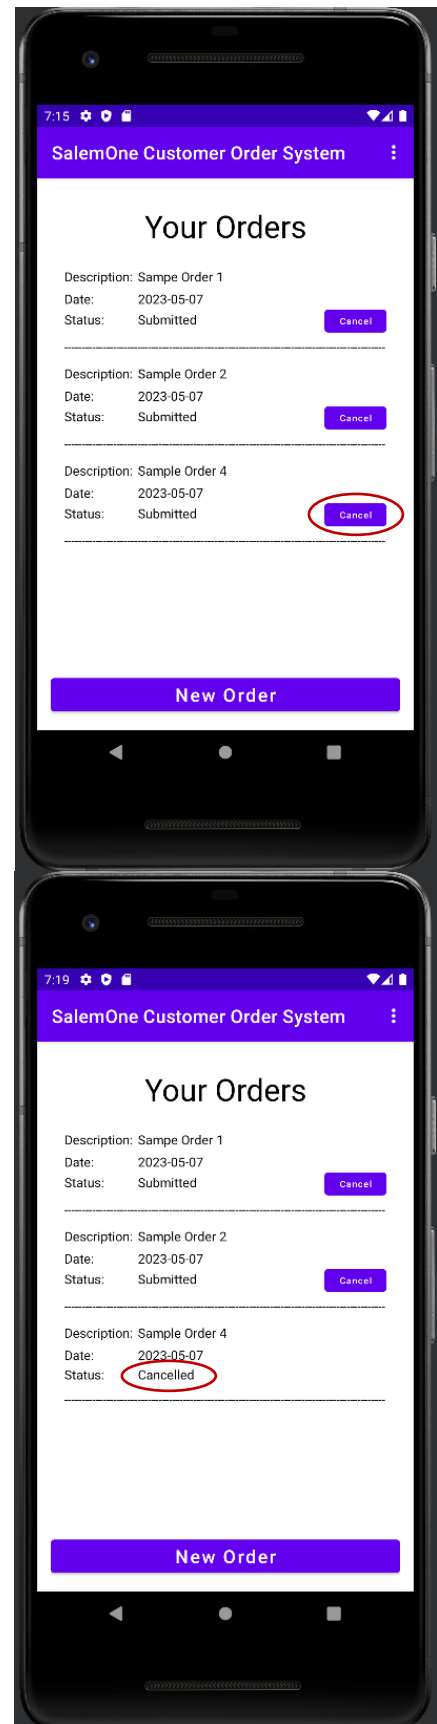 7:15
SalemOne Customer Order System
Your Orders
Description: Sampe Order 1
Date: 2023-05-07
Status: Submitted
Cancel
Description: Sample Order 2
Date: 2023-05-07
Status: Submitted
Cancel
Description: Sample Order 4
Date: 2023-05-07
Status: Submitted
Cancel
New Order
7:19
SalemOne Customer Order System
Your Orders
Description: Sampe Order 1
Date: 2023-05-07
Status: Submitted
Cancel
Description: Sample Order 2
Date: 2023-05-07
Status: Submitted
Cancel
Description: Sample Order 4
Date: 2023-05-07
Status: Cancelled
New Order